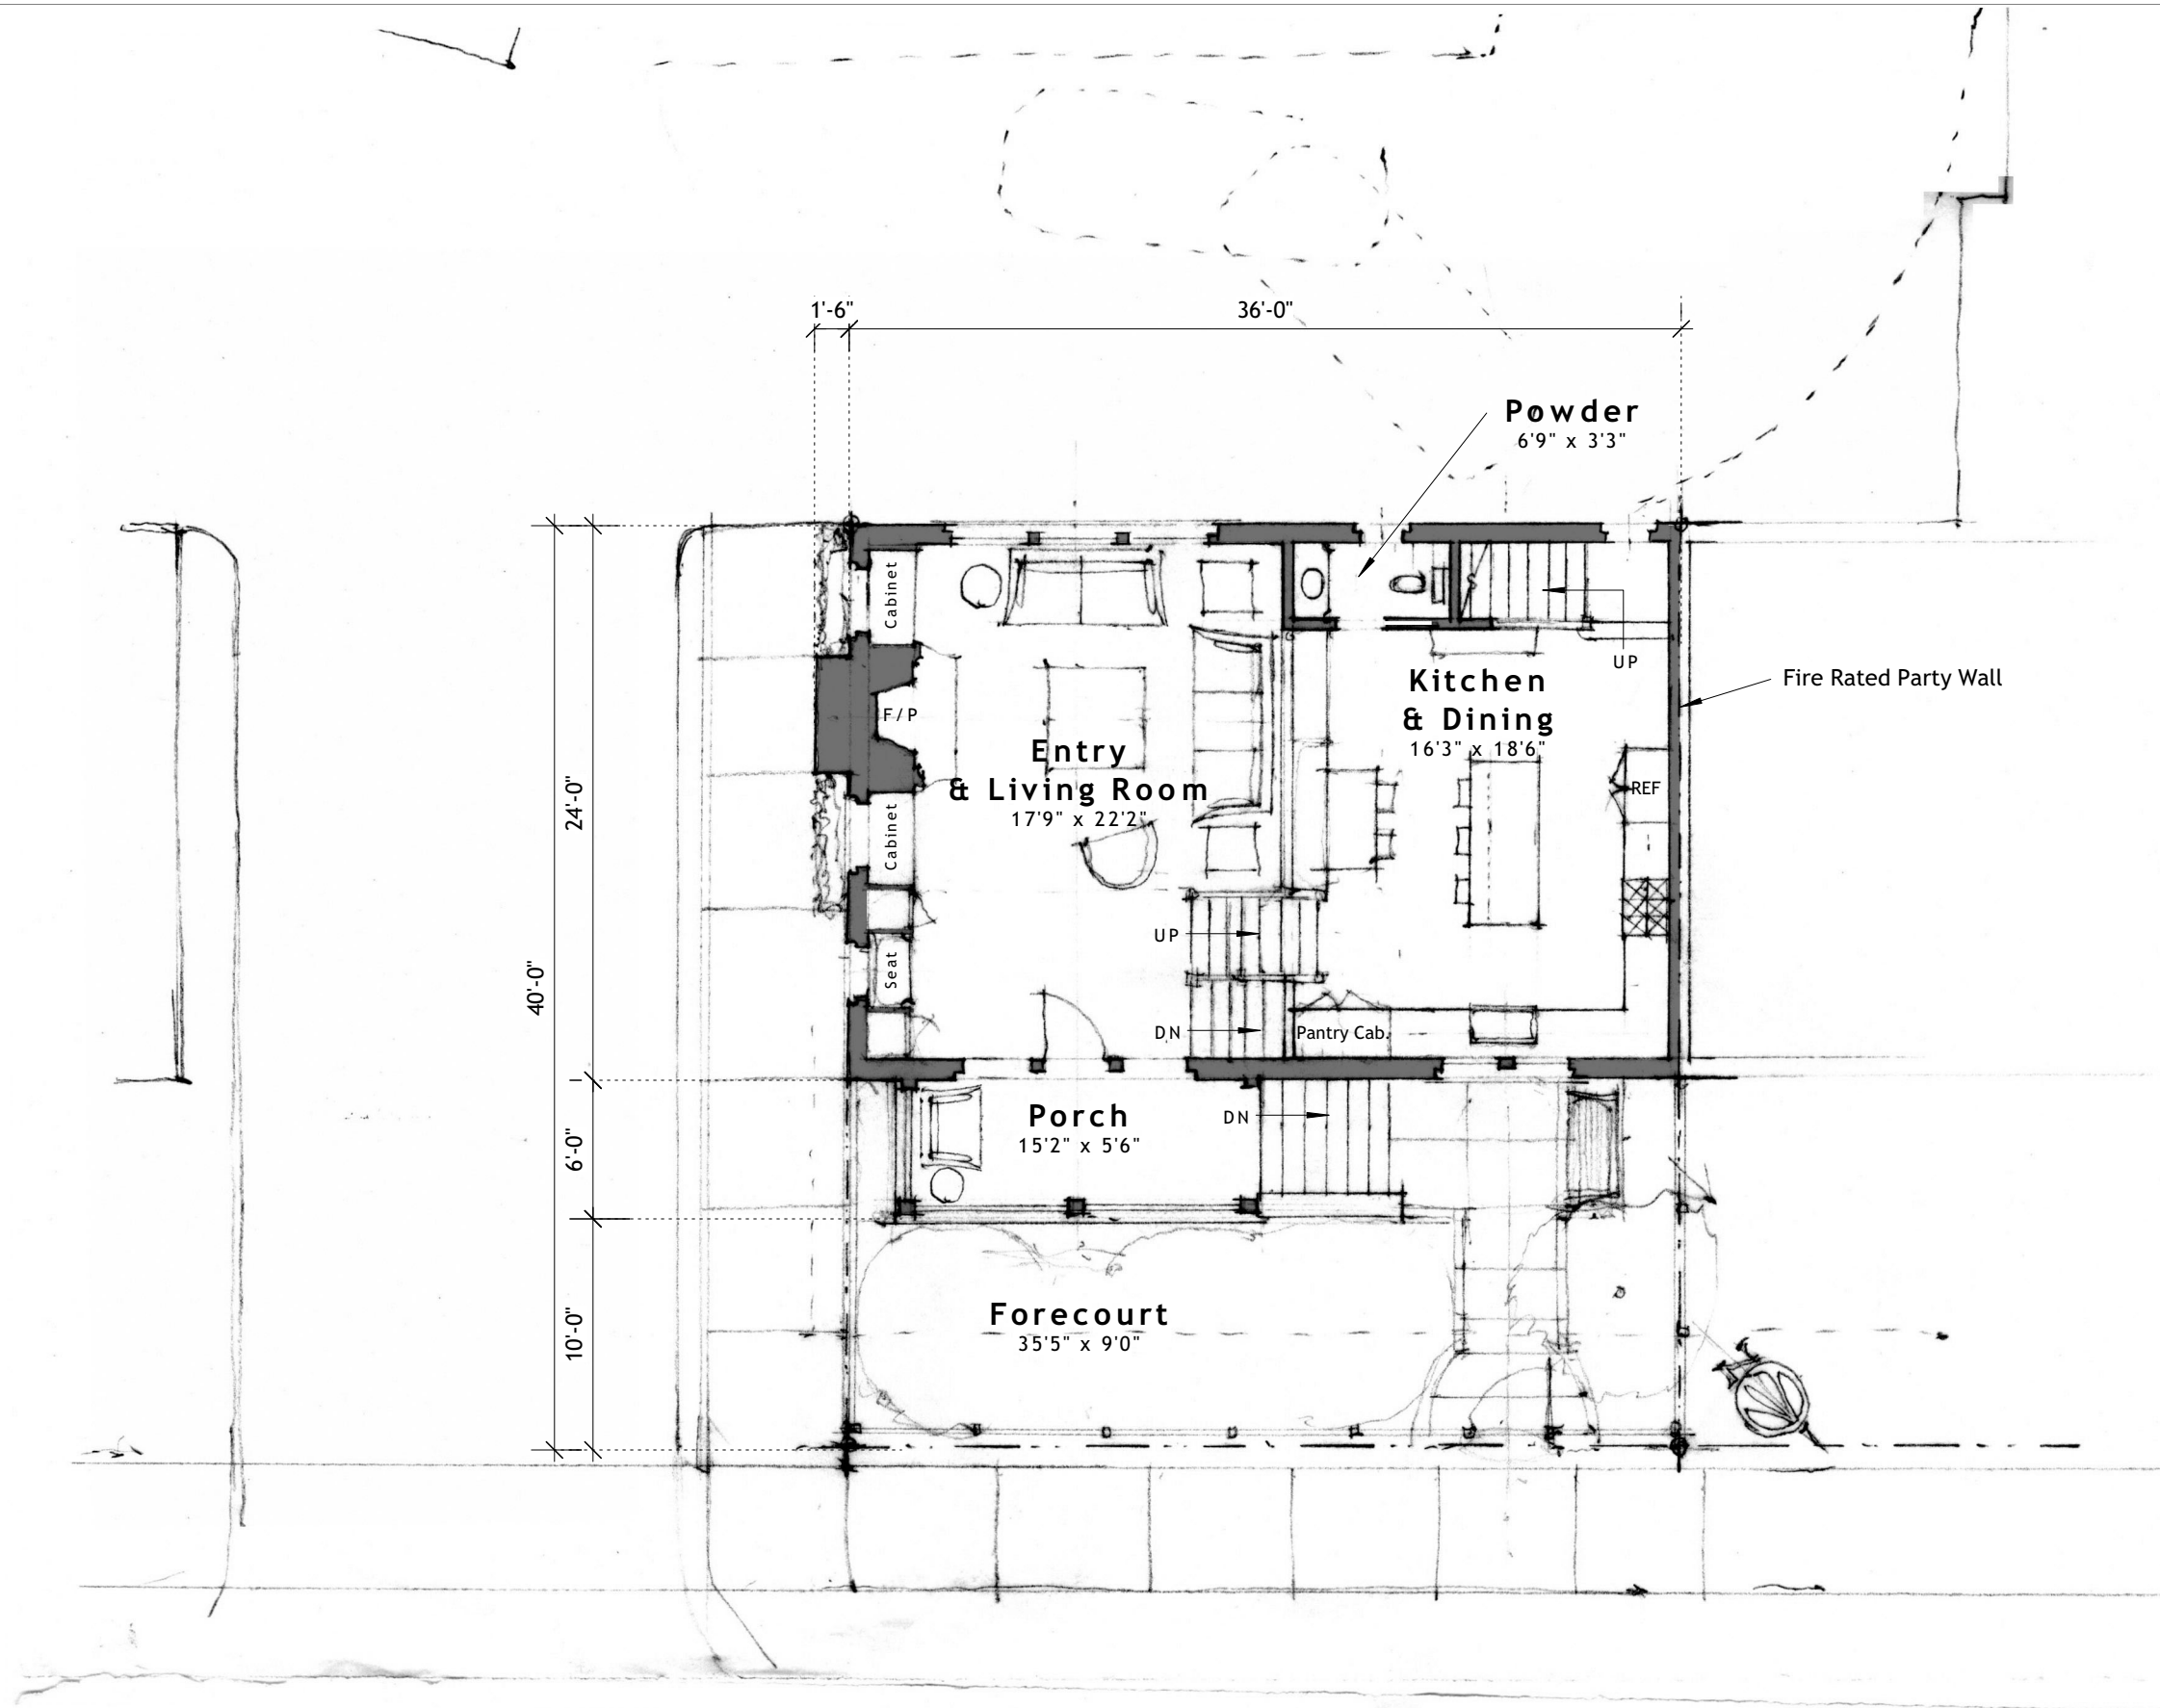 1'-6"
36'-0"
Powder
6'9" x 3'3"
Cabinet
UP
Fire Rated Party Wall
Kitchen
& Dining
16'3" x 18'6"
F/P
Entry
& Living Room
17'9" x 22'2"
REF
24'-0"
Cabinet
UP
Seat
40'-0"
DN
Pantry Cab.
Porch
15'2" x 5'6"
DN
6'-0"
Forecourt
35'5" x 9'0"
10'-0"